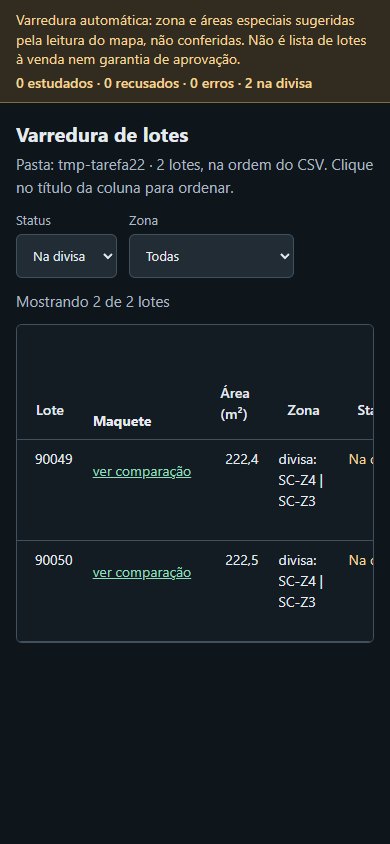 Varredura automática: zona e áreas especiais sugeridas
pela leitura do mapa, não conferidas. Não é lista de lotes
à venda nem garantia de aprovação.
0 estudados · 0 recusados · 0 erros · 2 na divisa
Varredura de lotes
Pasta: tmp-tarefa22 · 2 lotes, na ordem do CSV. Clique
no título da coluna para ordenar.
Status Zona
Na divisa Todas
Mostrando 2 de 2 lotes
Lote Maquete Área (m²) Zona
90049 ver comparação 222,4 divisa: SC-Z4 | SC-Z3 Na
90050 ver comparação 222,5 divisa: SC-Z4 | SC-Z3 Na